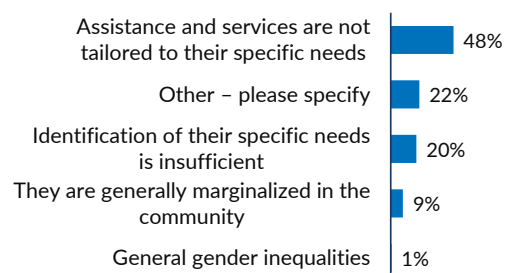 Assistance and services are not
tailored to their specific needs
48%
Other – please specify
22%
Identification of their specific needs
is insufficient
20%
They are generally marginalized in the
community
9%
General gender inequalities
1%